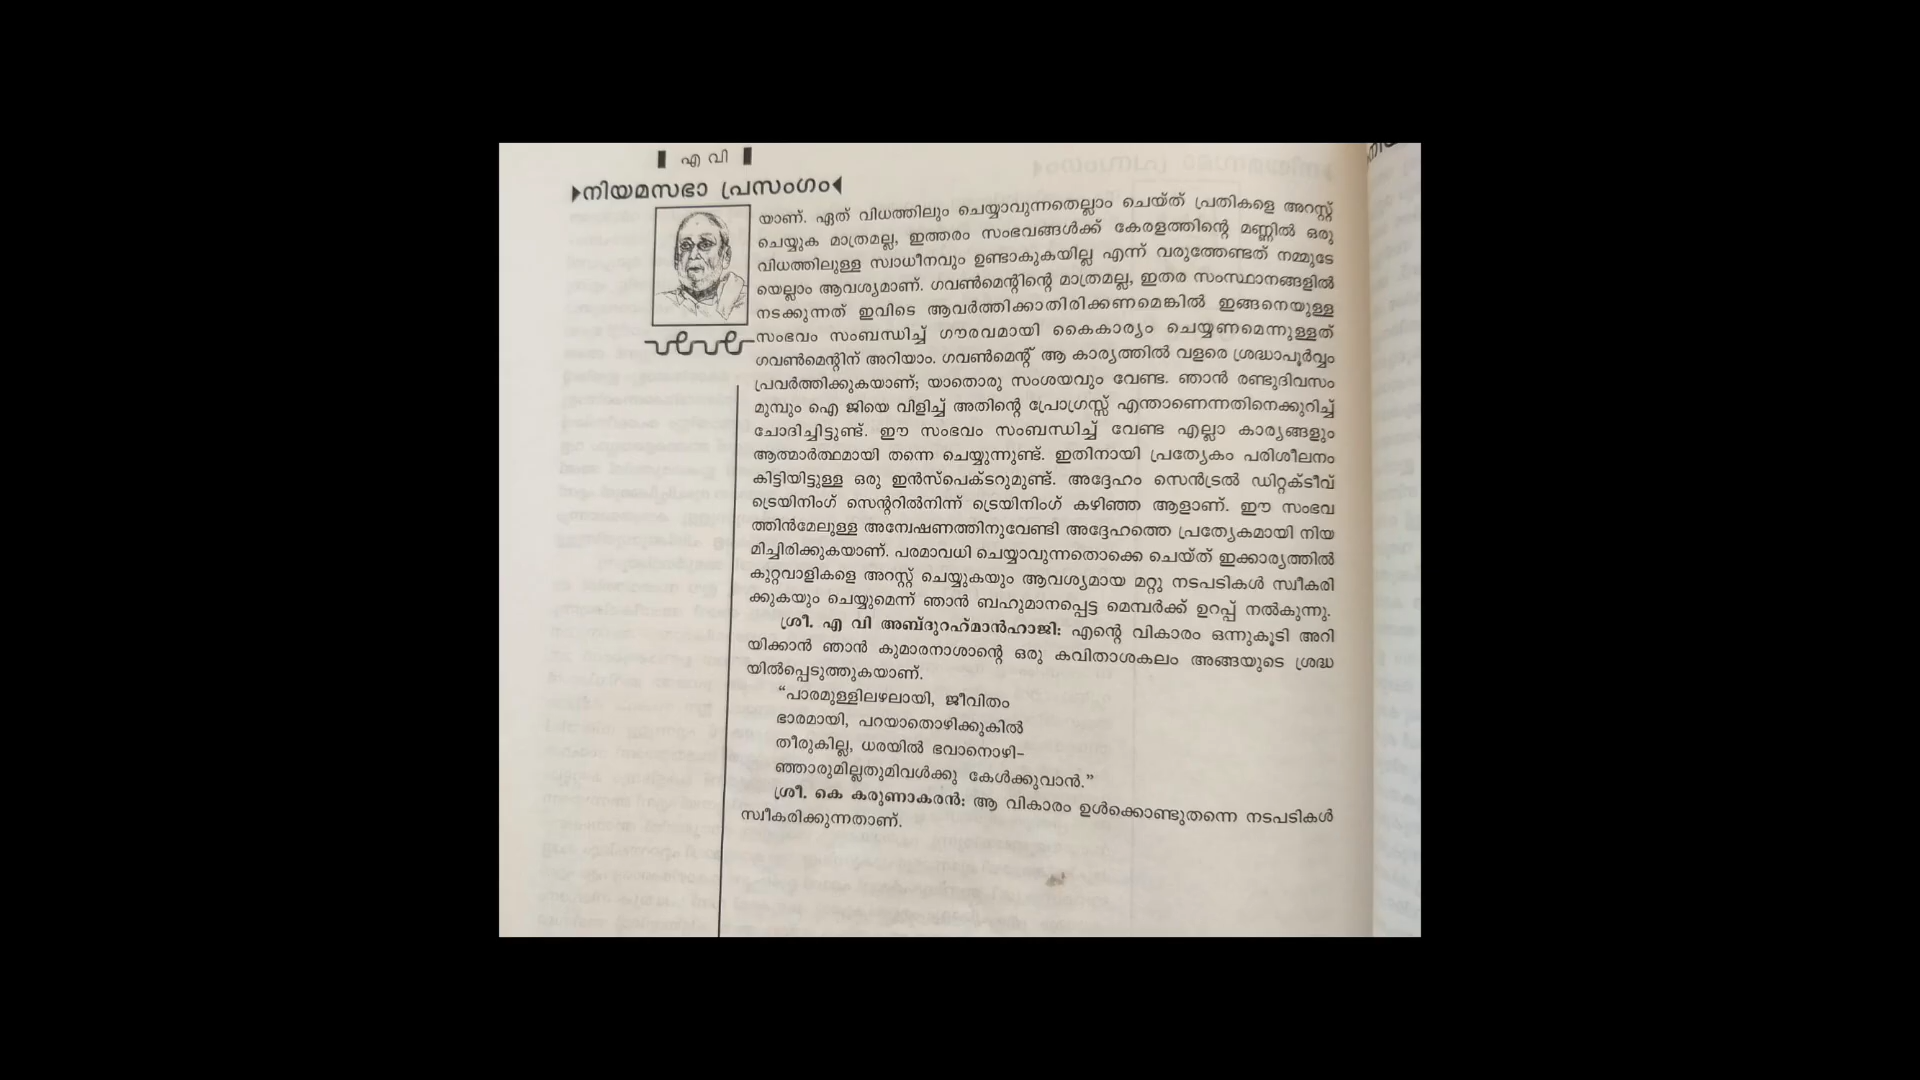 എ വി
നിയമസഭാ പ്രസംഗം
യാണ്. ഏത് വിധത്തിലും ചെയ്യാവുന്നതെല്ലാം ചെയ്ത് പ്രതികളെ അറസ്റ്റ്
ചെയ്യുക മാത്രമല്ല, ഇത്തരം സംഭവങ്ങൾക്ക് കേരളത്തിന്റെ മണ്ണിൽ ഒരു
വിധത്തിലുള്ള സ്വാധീനവും ഉണ്ടാകുകയില്ല എന്ന് വരുത്തേണ്ടത് നമ്മുടേ
യെല്ലാം ആവശ്യമാണ്. ഗവൺമെന്റിന്റെ മാത്രമല്ല, ഇതര സംസ്ഥാനങ്ങളിൽ
നടക്കുന്നത് ഇവിടെ ആവർത്തിക്കാതിരിക്കണമെങ്കിൽ ഇങ്ങനെയുള്ള
സംഭവം സംബന്ധിച്ച് ഗൗരവമായി കൈകാര്യം ചെയ്യണമെന്നുള്ളത്
ഗവൺമെന്റിന് അറിയാം. ഗവൺമെന്റ് ആ കാര്യത്തിൽ വളരെ ശ്രദ്ധാപൂർവ്വം
പ്രവർത്തിക്കുകയാണ്; യാതൊരു സംശയവും വേണ്ട. ഞാൻ രണ്ടുദിവസം
മുമ്പും ഐ ജിയെ വിളിച്ച് അതിന്റെ പ്രോഗ്രസ്സ് എന്താണെന്നതിനെക്കുറിച്ച്
ചോദിച്ചിട്ടുണ്ട്. ഈ സംഭവം സംബന്ധിച്ച് വേണ്ട എല്ലാ കാര്യങ്ങളും
ആത്മാർത്ഥമായി തന്നെ ചെയ്യുന്നുണ്ട്. ഇതിനായി പ്രത്യേകം പരിശീലനം
കിട്ടിയിട്ടുള്ള ഒരു ഇൻസ്പെക്ടറുമുണ്ട്. അദ്ദേഹം സെൻട്രൽ ഡിറ്റക്ടീവ്
ട്രെയിനിംഗ് സെന്ററിൽനിന്ന് ട്രെയിനിംഗ് കഴിഞ്ഞ ആളാണ്. ഈ സംഭവ
ത്തിൻമേലുള്ള അന്വേഷണത്തിനുവേണ്ടി അദ്ദേഹത്തെ പ്രത്യേകമായി നിയ
മിച്ചിരിക്കുകയാണ്. പരമാവധി ചെയ്യാവുന്നതൊക്കെ ചെയ്ത് ഇക്കാര്യത്തിൽ
കുറ്റവാളികളെ അറസ്റ്റ് ചെയ്യുകയും ആവശ്യമായ മറ്റു നടപടികൾ സ്വീകരി
ക്കുകയും ചെയ്യുമെന്ന് ഞാൻ ബഹുമാനപ്പെട്ട മെമ്പർക്ക് ഉറപ്പ് നൽകുന്നു.
ശ്രീ. എ വി അബ്ദുറഹ്മാൻഹാജി: എന്റെ വികാരം ഒന്നുകൂടി അറി
യിക്കാൻ ഞാൻ കുമാരനാശാന്റെ ഒരു കവിതാശകലം അങ്ങയുടെ ശ്രദ്ധ
യിൽപ്പെടുത്തുകയാണ്.
“പാരമുള്ളിലഴലായി, ജീവിതം
ഭാരമായി, പറയാതൊഴിക്കുകിൽ
തീരുകില്ല, ധരയിൽ ഭവാനൊഴി-
ഞ്ഞാരുമില്ലതുമിവൾക്കു കേൾക്കുവാൻ.”
ശ്രീ. കെ കരുണാകരൻ: ആ വികാരം ഉൾക്കൊണ്ടുതന്നെ നടപടികൾ
സ്വീകരിക്കുന്നതാണ്.